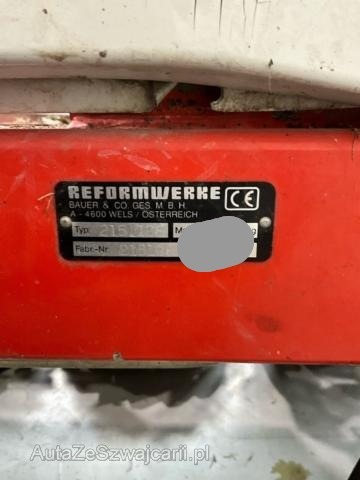 REFORMWERKE
BAUER & CO. GES. M. B. H.
A - 4600 WELS / ÖSTERREICH
CE
Typ:
Fabr.-Nr.
AutaZeSzwajcarii.pl